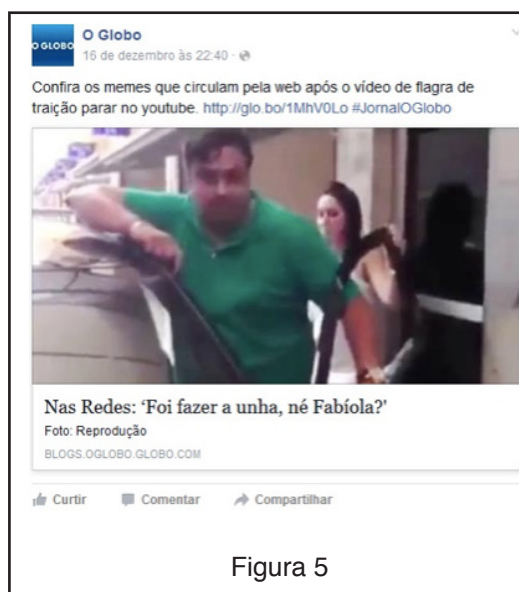 O GLOBO
O Globo
16 de dezembro às 22:40 ·
Confira os memes que circulam pela web após o vídeo de flagra de
traição parar no youtube. http://glo.bo/1MhV0Lo #JornalOGlobo
Nas Redes: ‘Foi fazer a unha, né Fabíola?'
Foto: Reprodução
BLOGS.OGLOBO.GLOBO.COM
Curtir Comentar Compartilhar
Figura 5